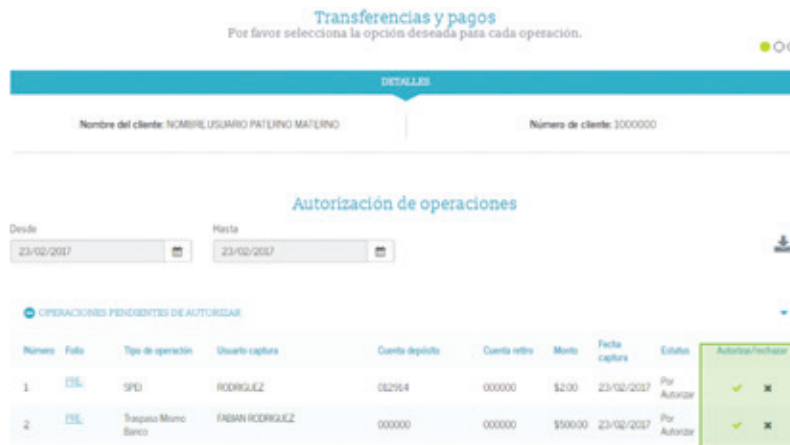 Transferencias y pagos
Por favor selecciona la opción deseada para cada operación.
DETALLES
Nombre del cliente: NOMBRE USUARIO PATERNO MATERNO Número de cliente: 1000000
Autorización de operaciones
Desde Hasta
23/02/2017 23/02/2017
OPERACIONES PENDIENTES DE AUTORIZAR
Número Folio Tipo de operación Usuario captura Cuenta depósito Cuenta retiro Monto Fecha captura Estatus Autorizar/rechazar
1 PRE- SPEI RODRIGUEZ 012914 000000 $2.00 23/02/2017 Por Autorizar
2 PRE- Traspaso Mismo Banco FABIAN RODRIGUEZ 000000 000000 $500.00 23/02/2017 Por Autorizar